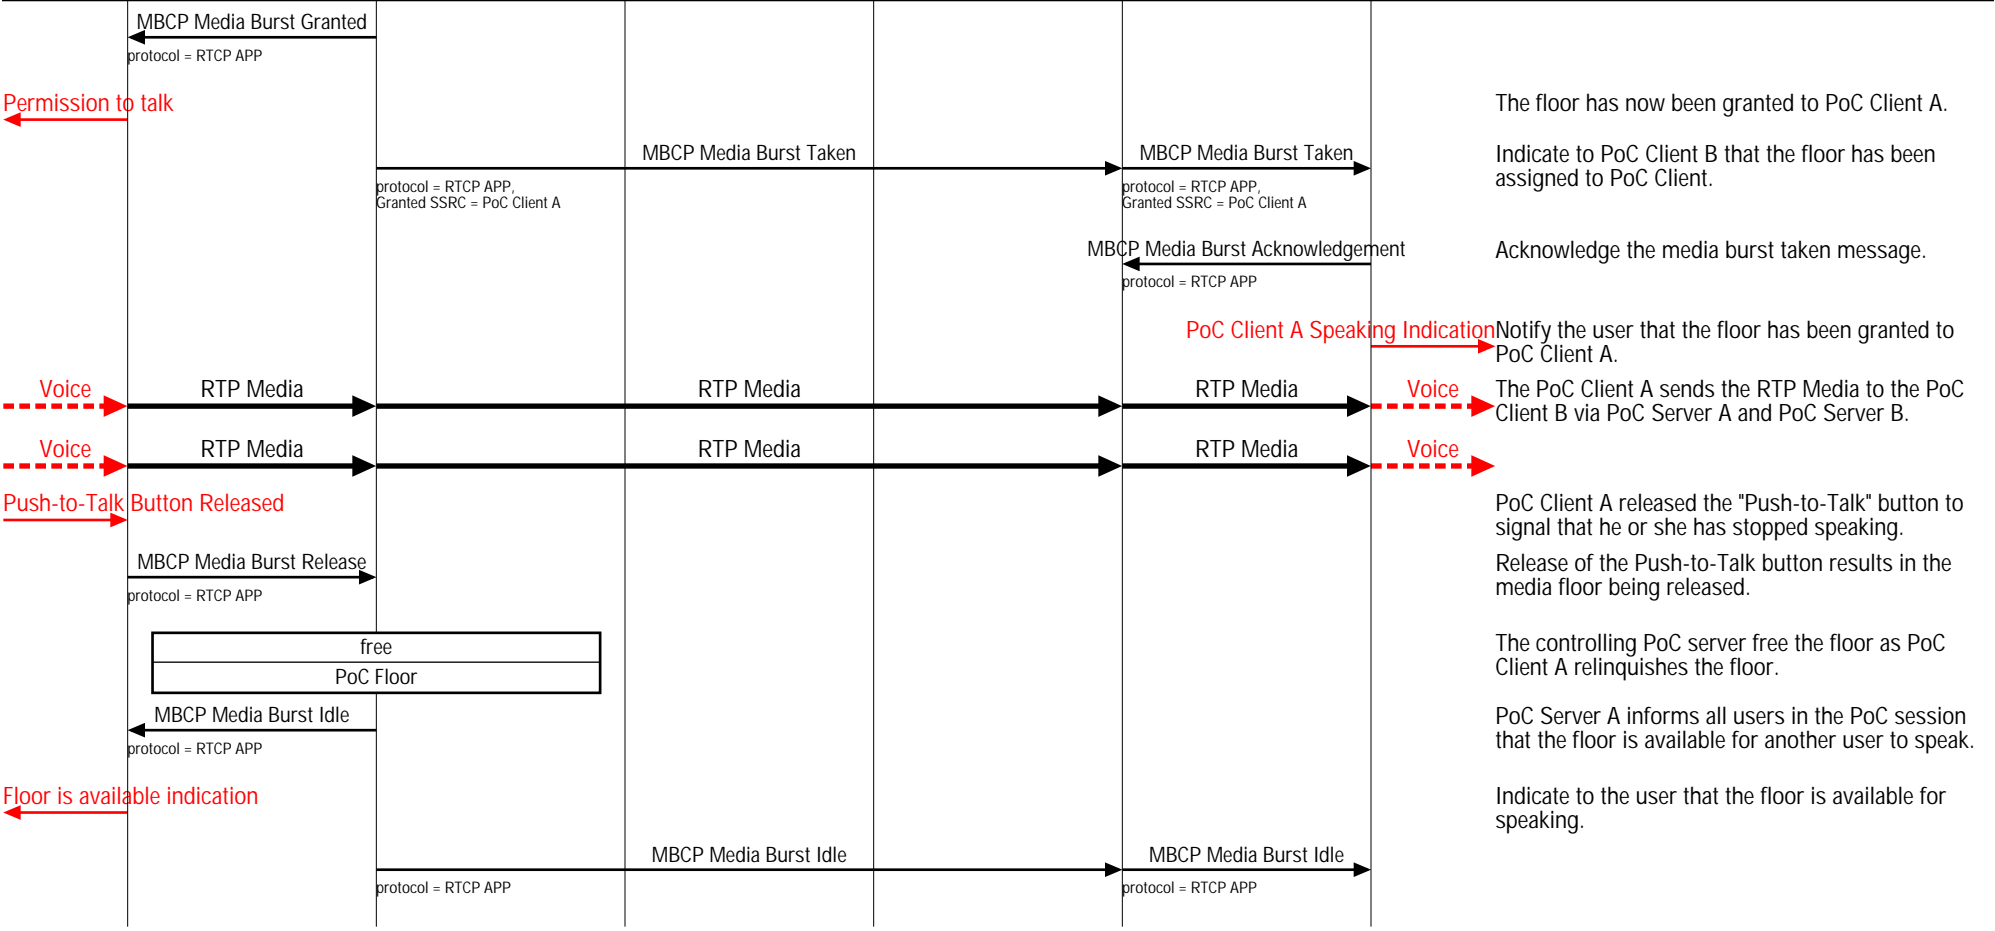 MBCP Media Burst Granted
protocol = RTCP APP
Permission to talk
The floor has now been granted to PoC Client A.
MBCP Media Burst Taken
MBCP Media Burst Taken
Indicate to PoC Client B that the floor has been
assigned to PoC Client.
protocol = RTCP APP,
Granted SSRC = PoC Client A
protocol = RTCP APP,
Granted SSRC = PoC Client A
MBCP Media Burst Acknowledgement
Acknowledge the media burst taken message.
protocol = RTCP APP
PoC Client A Speaking Indication
Notify the user that the floor has been granted to
PoC Client A.
Voice
RTP Media
RTP Media
RTP Media
Voice
The PoC Client A sends the RTP Media to the PoC
Client B via PoC Server A and PoC Server B.
Voice
RTP Media
RTP Media
RTP Media
Voice
Push-to-Talk Button Released
PoC Client A released the "Push-to-Talk" button to
signal that he or she has stopped speaking.
MBCP Media Burst Release
protocol = RTCP APP
Release of the Push-to-Talk button results in the
media floor being released.
free
PoC Floor
The controlling PoC server free the floor as PoC
Client A relinquishes the floor.
MBCP Media Burst Idle
protocol = RTCP APP
PoC Server A informs all users in the PoC session
that the floor is available for another user to speak.
Floor is available indication
Indicate to the user that the floor is available for
speaking.
MBCP Media Burst Idle
MBCP Media Burst Idle
protocol = RTCP APP
protocol = RTCP APP